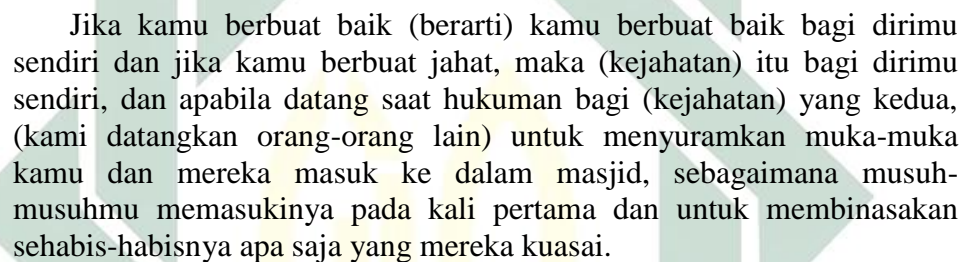 Jika kamu berbuat baik (berarti) kamu berbuat baik bagi dirimu
sendiri dan jika kamu berbuat jahat, maka (kejahatan) itu bagi dirimu
sendiri, dan apabila datang saat hukuman bagi (kejahatan) yang kedua,
(kami datangkan orang-orang lain) untuk menyuramkan muka-muka
kamu dan mereka masuk ke dalam masjid, sebagaimana musuh-
musuhmu memasukinya pada kali pertama dan untuk membinasakan
sehabis-habisnya apa saja yang mereka kuasai.